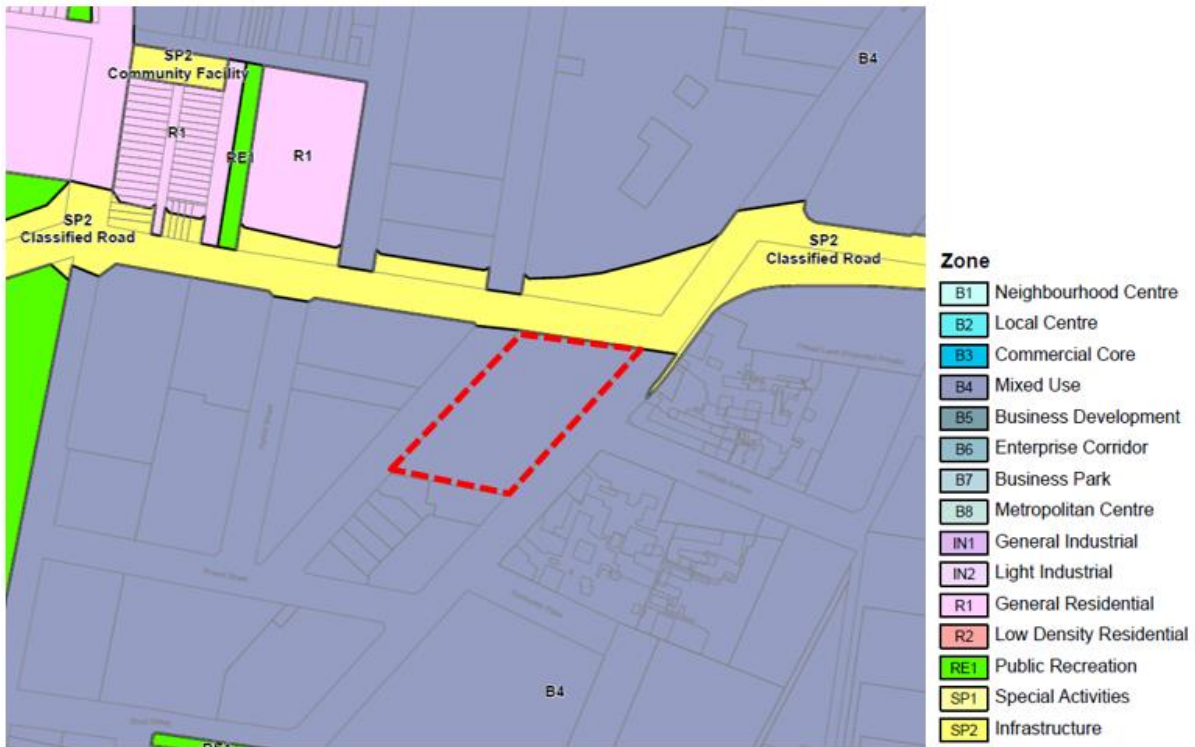 SP2
Community Facility
B4
R1
RE1
R1
SP2
Classified Road
SP2
Classified Road
B4
Zone
B1 Neighbourhood Centre
B2 Local Centre
B3 Commercial Core
B4 Mixed Use
B5 Business Development
B6 Enterprise Corridor
B7 Business Park
B8 Metropolitan Centre
IN1 General Industrial
IN2 Light Industrial
R1 General Residential
R2 Low Density Residential
RE1 Public Recreation
SP1 Special Activities
SP2 Infrastructure